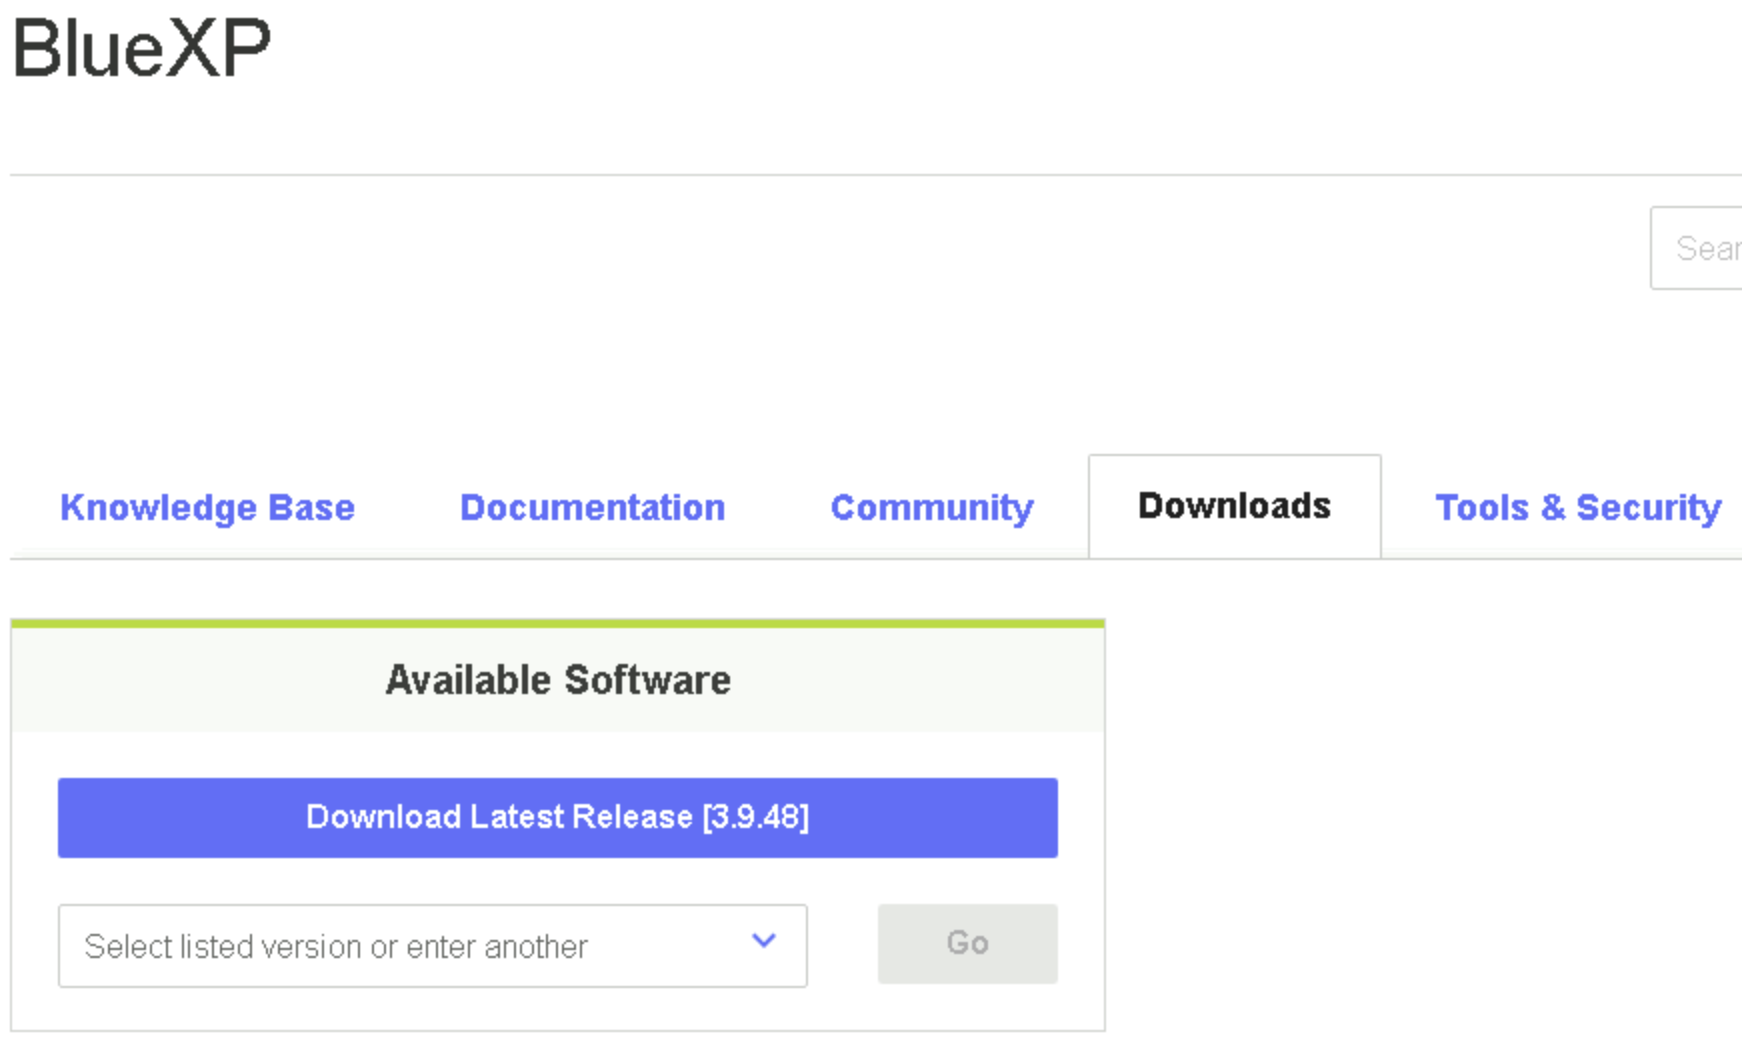 BlueXP
Sear
Knowledge Base Documentation Community Downloads Tools & Security
Available Software
Download Latest Release [3.9.48]
Select listed version or enter another Go